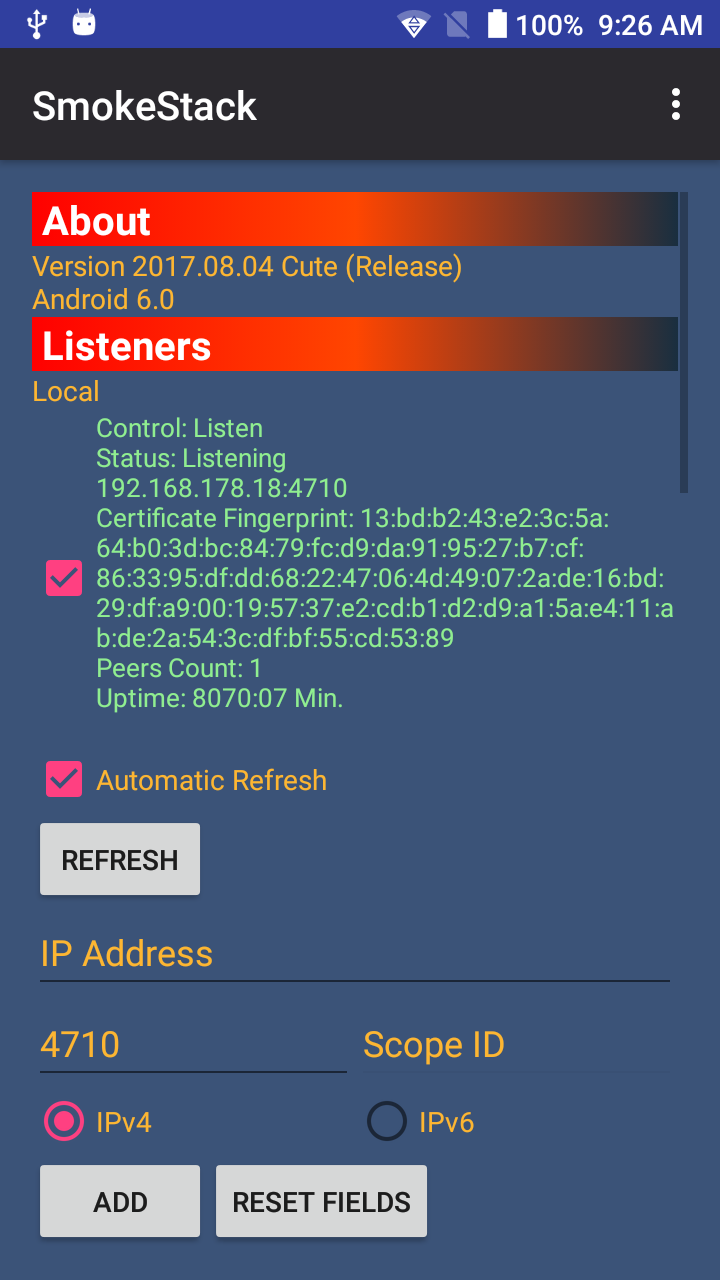 100% 9:26 AM
SmokeStack
About
Version 2017.08.04 Cute (Release)
Android 6.0
Listeners
Local
Control: Listen
Status: Listening
192.168.178.18:4710
Certificate Fingerprint: 13:bd:b2:43:e2:3c:5a:
64:b0:3d:bc:84:79:fc:d9:da:91:95:27:b7:cf:
86:33:95:df:dd:68:22:47:06:4d:49:07:2a:de:16:bd:
29:df:a9:00:19:57:37:e2:cd:b1:d2:d9:a1:5a:e4:11:a
b:de:2a:54:3c:df:bf:55:cd:53:89
Peers Count: 1
Uptime: 8070:07 Min.
Automatic Refresh
REFRESH
IP Address
4710 Scope ID
IPv4 IPv6
ADD RESET FIELDS